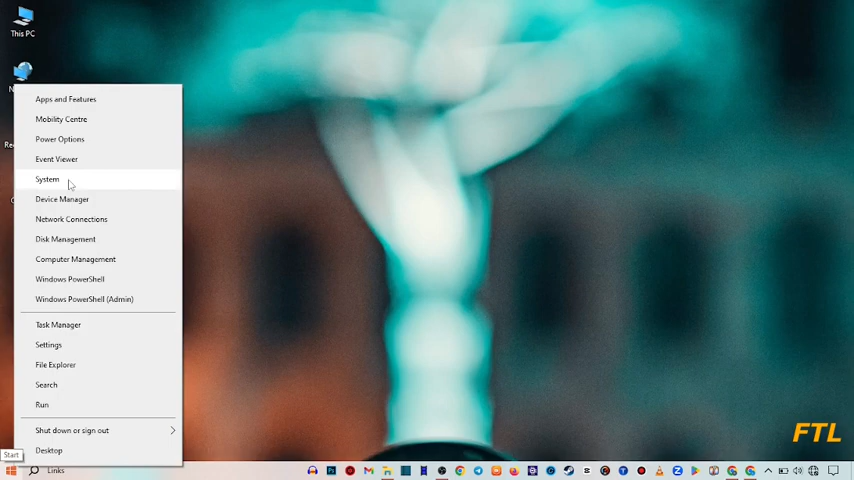 This PC
N
Apps and Features
Mobility Centre
Power Options
Re
Event Viewer
System
Device Manager
Network Connections
Disk Management
Computer Management
Windows PowerShell
Windows PowerShell (Admin)
Task Manager
Settings
File Explorer
Search
Run
Shut down or sign out
Desktop
FTL
Start
Links